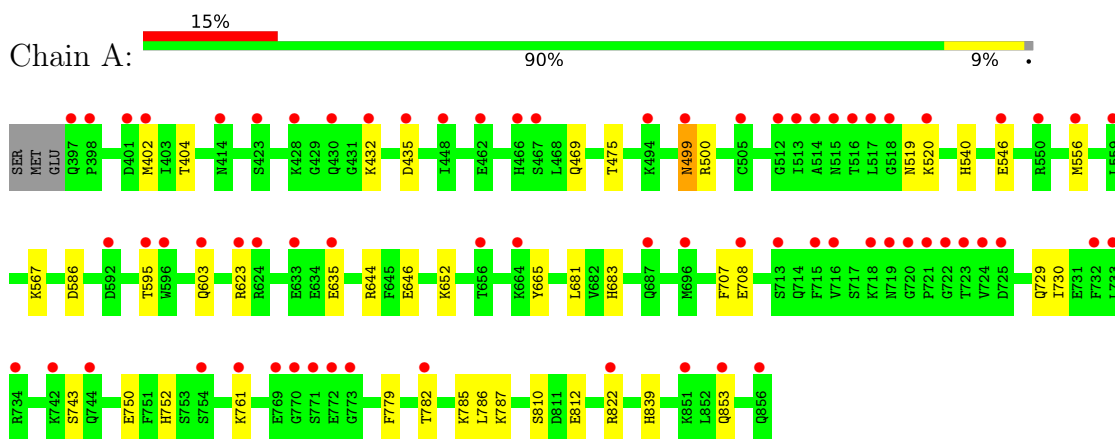 15%
Chain A:
90%
9%
•
SER MET GLU Q397 P398 D401 M402 I403 T404 N414 S423 K428 G429 Q430 G431 K432 D435 I448 E462 H466 S467 L468 Q469 T475 K494 N499 R500 C505 G512 I513 A514 N515 T516 L517 G518 N519 K520 H540 E546 R550 M556 L559
K567 D586 D592 T595 W596 Q603 R623 R624 E633 E634 E635 R644 F645 E646 K652 T656 K664 Y665 L681 V682 H683 Q687 M696 F707 E708 S713 Q714 F715 V716 S717 K718 N719 G720 P721 G722 T723 V724 D725 Q729 I730 E731 F732 L733
R734 K742 S743 Q744 E750 F751 H752 S753 S754 K761 E769 G770 S771 E772 G773 F779 T782 K785 L786 K787 S810 D811 E812 R822 H839 K851 L852 Q853 Q856